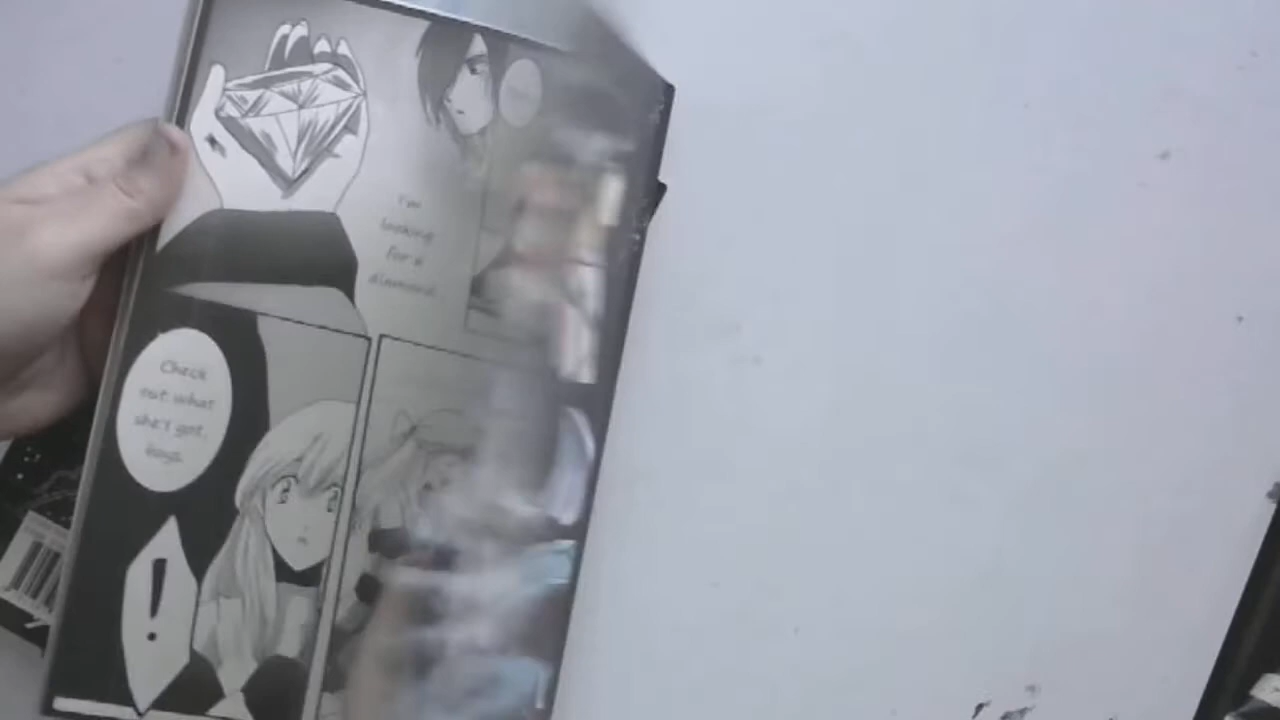 I'm
looking
for a
diamond.
Check
out what
she's got,
boys.
!